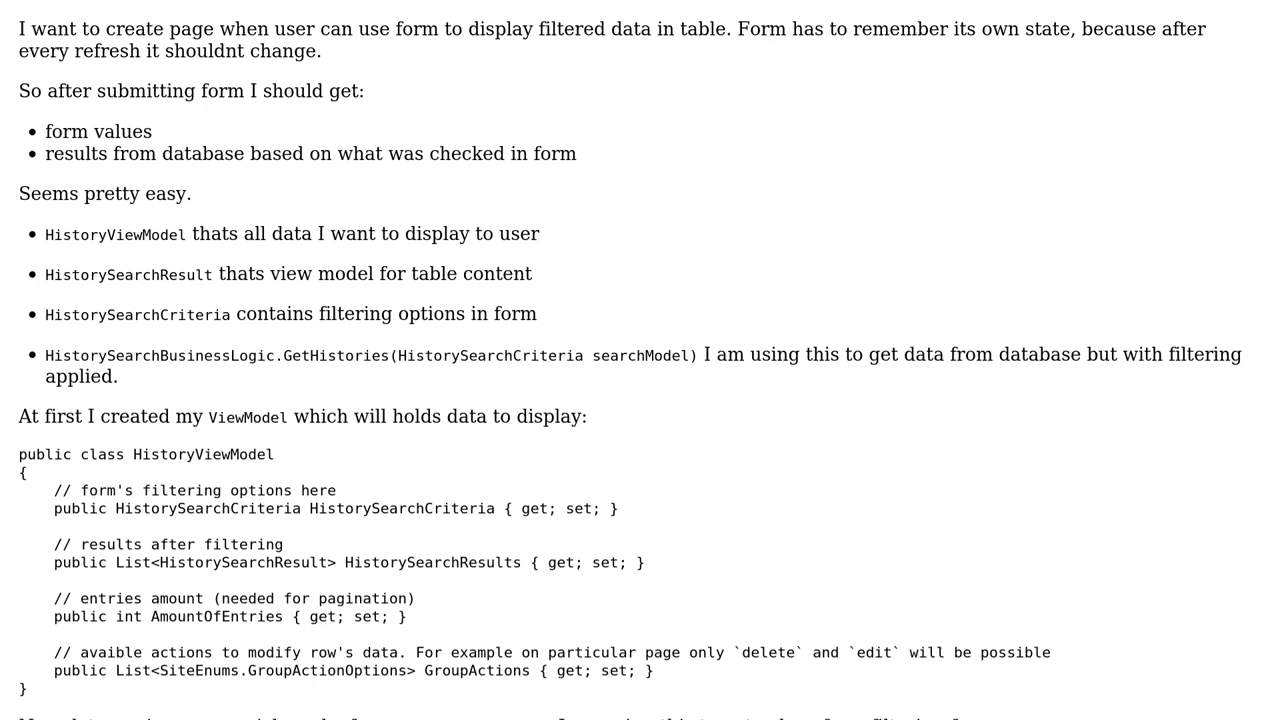 I want to create page when user can use form to display filtered data in table. Form has to remember its own state, because after
every refresh it shouldnt change.
So after submitting form I should get:
• form values
• results from database based on what was checked in form
Seems pretty easy.
• HistoryViewModel thats all data I want to display to user
• HistorySearchResult thats view model for table content
• HistorySearchCriteria contains filtering options in form
• HistorySearchBusinessLogic.GetHistories(HistorySearchCriteria searchModel) I am using this to get data from database but with filtering
applied.
At first I created my ViewModel which will holds data to display:
public class HistoryViewModel
{
    // form's filtering options here
    public HistorySearchCriteria HistorySearchCriteria { get; set; }
    // results after filtering
    public List<HistorySearchResult> HistorySearchResults { get; set; }
    // entries amount (needed for pagination)
    public int AmountOfEntries { get; set; }
    // avaible actions to modify row's data. For example on particular page only `delete` and `edit` will be possible
    public List<SiteEnums.GroupActionOptions> GroupActions { get; set; }
}